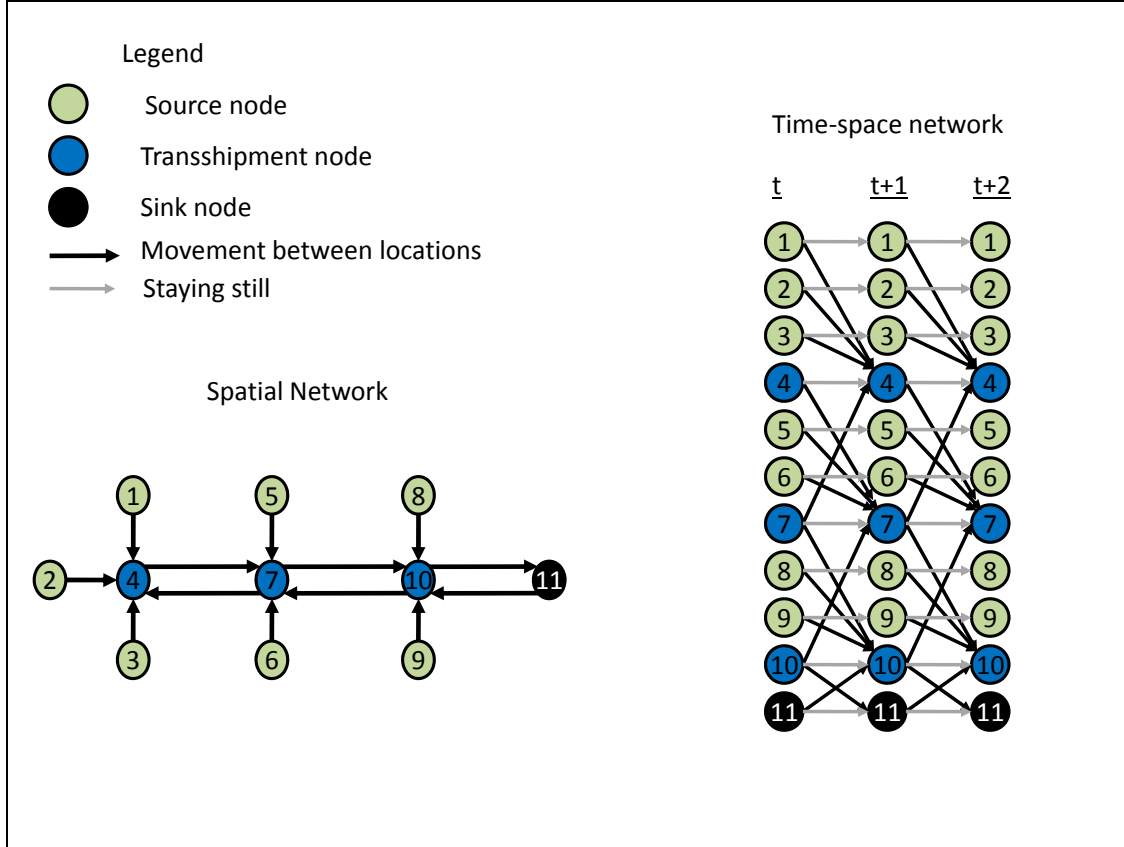 Legend
Source node
Transshipment node
Sink node
Movement between locations
Staying still
Spatial Network
1 5 8
2 4 7 10 11
3 6 9
Time-space network
t t+1 t+2
1 1 1
2 2 2
3 3 3
4 4 4
5 5 5
6 6 6
7 7 7
8 8 8
9 9 9
10 10 10
11 11 11